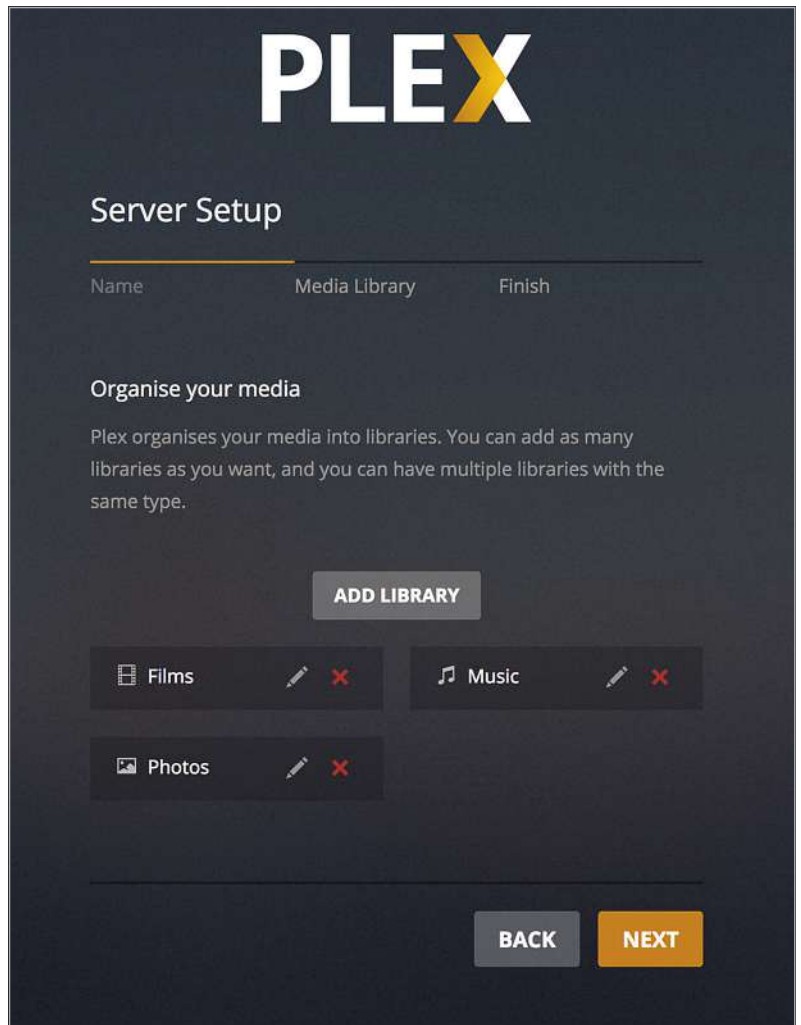 PLEX
Server Setup
Name Media Library Finish
Organise your media
Plex organises your media into libraries. You can add as many
libraries as you want, and you can have multiple libraries with the
same type.
ADD LIBRARY
Films Music
Photos
BACK NEXT